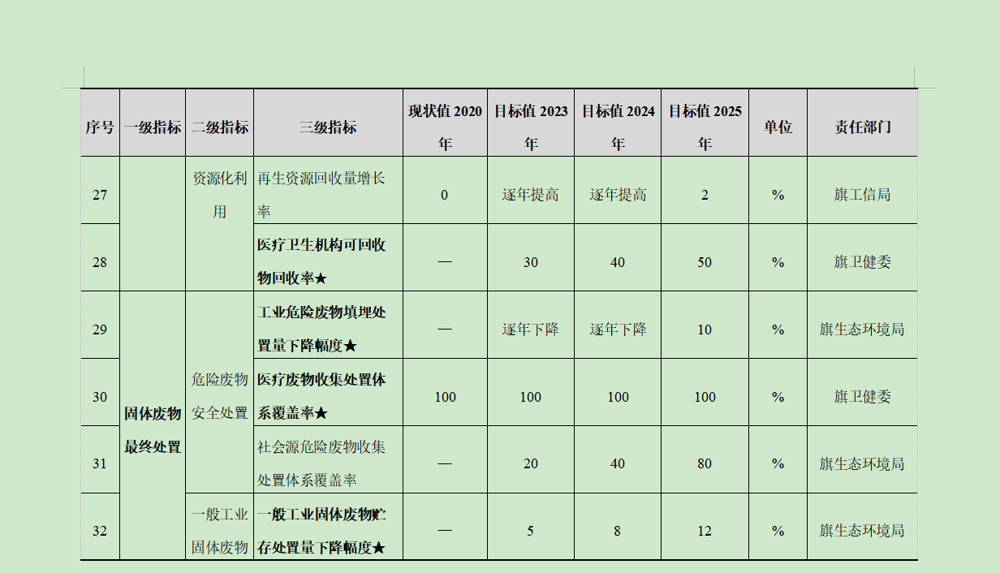 序号 一级指标 二级指标 三级指标 现状值 2020 年 目标值 2023 年 目标值 2024 年 目标值 2025 年 单位 责任部门
27 资源化利用 再生资源回收量增长率 0 逐年提高 逐年提高 2 % 旗工信局
28 医疗卫生机构可回收物回收率★ — 30 40 50 % 旗卫健委
29 固体废物最终处置 危险废物安全处置 工业危险废物填埋处置量下降幅度★ — 逐年下降 逐年下降 10 % 旗生态环境局
30 医疗废物收集处置体系覆盖率★ 100 100 100 100 % 旗卫健委
31 社会源危险废物收集处置体系覆盖率 — 20 40 80 % 旗生态环境局
32 一般工业固体废物 一般工业固体废物贮存处置量下降幅度★ — 5 8 12 % 旗生态环境局